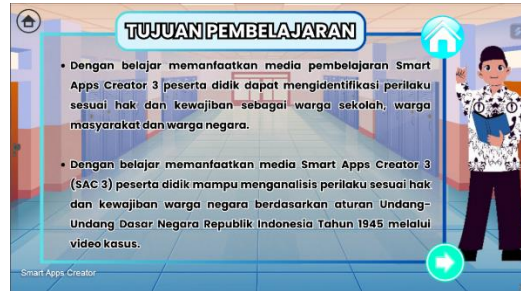 TUJUAN PEMBELAJARAN
• Dengan belajar memanfaatkan media pembelajaran Smart
Apps Creator 3 peserta didik dapat mengidentifikasi perilaku
sesuai hak dan kewajiban sebagai warga sekolah, warga
masyarakat dan warga negara.
• Dengan belajar memanfaatkan media Smart Apps Creator 3
(SAC 3) peserta didik mampu menganalisis perilaku sesuai hak
dan kewajiban warga negara berdasarkan aturan Undang-
Undang Dasar Negara Republik Indonesia Tahun 1945 melalui
video kasus.
Smart Apps Creator